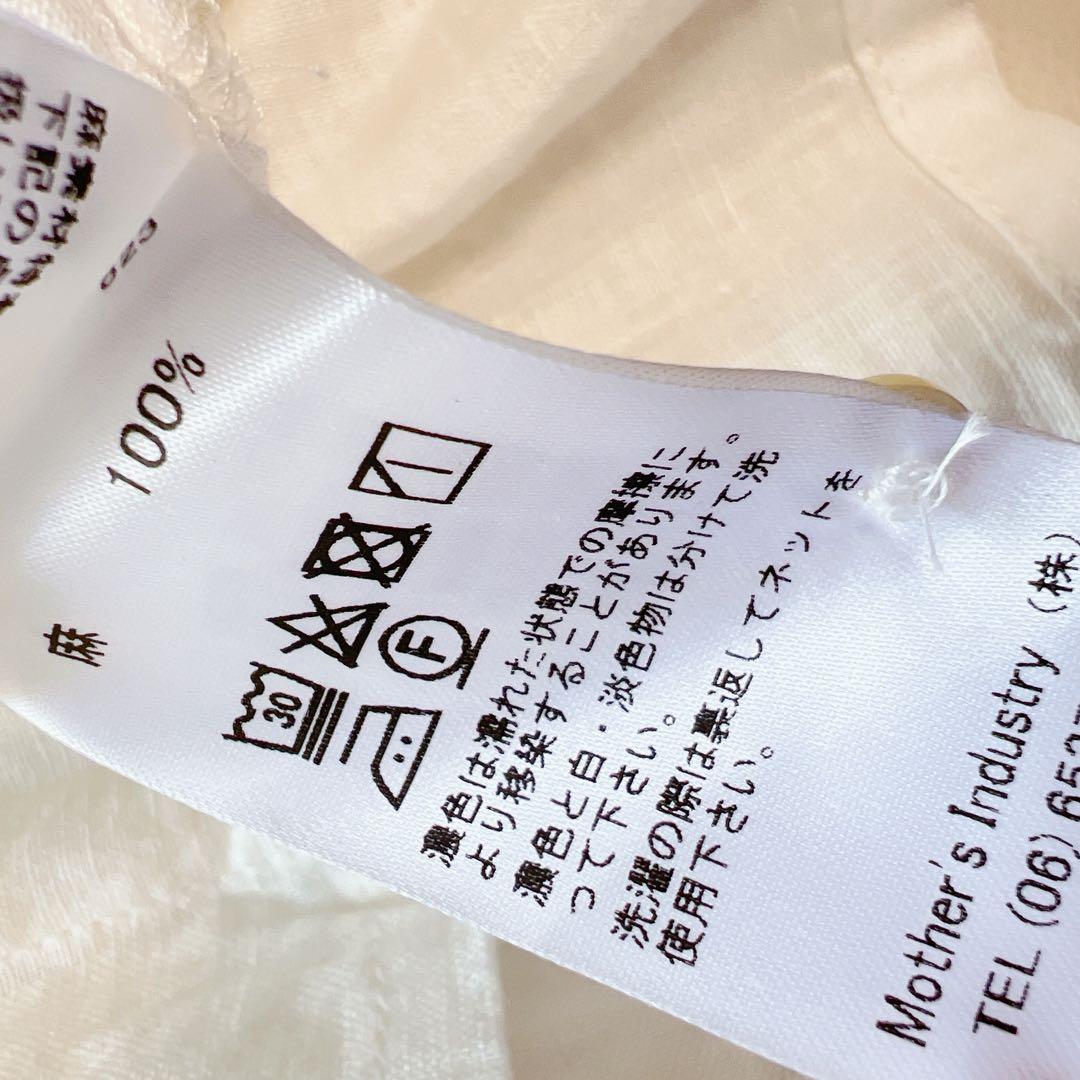 麻 100%
30
F
濃色は濡れた状態での摩擦に
より移染することがあります。
濃色と白・淡色物は分けて洗
って下さい。
洗濯の際は裏返してネットを
使用下さい。
Mother's Industry (株)
TEL (06)